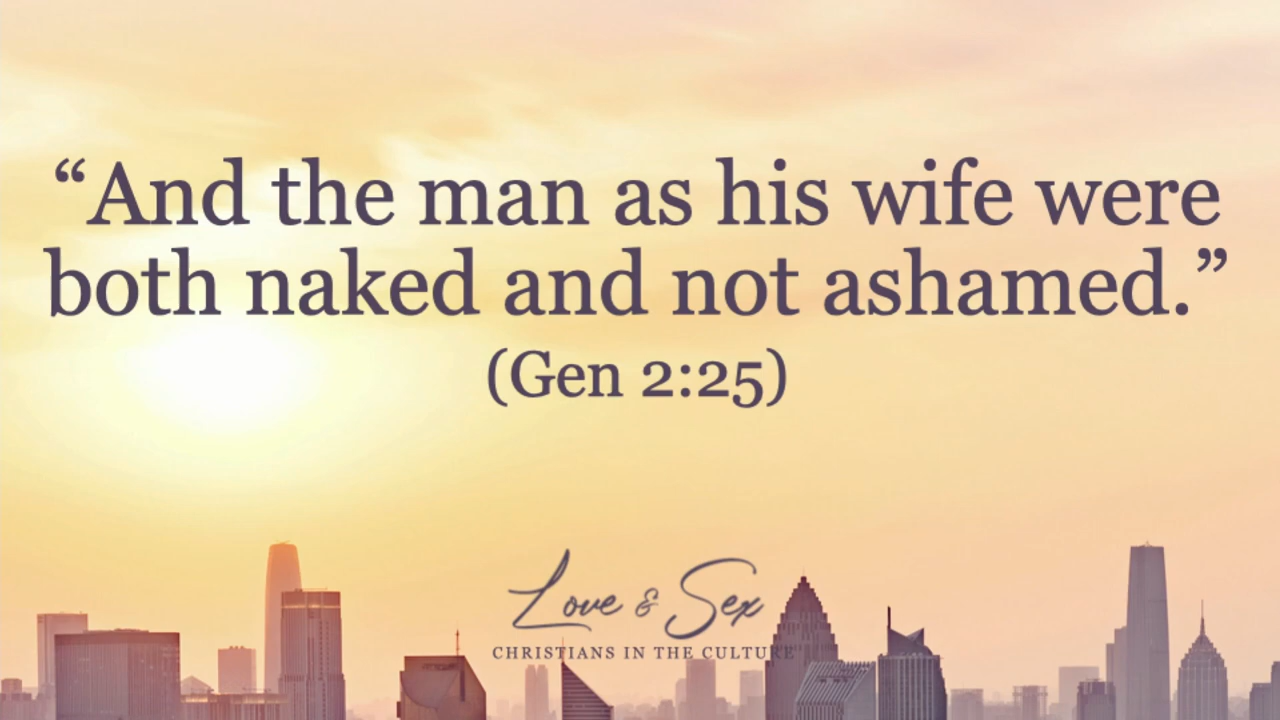 “And the man as his wife were
both naked and not ashamed.”
(Gen 2:25)
Love & Sex
CHRISTIANS IN THE CULTURE